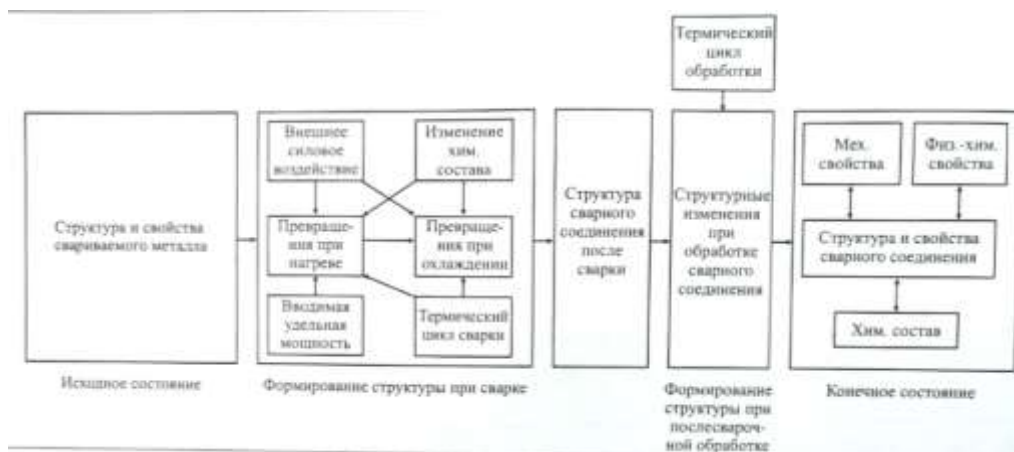 Термический
цикл
обработки
Структура и свойства
свариваемого металла
Внешнее
силовое
воздействие
Изменение
хим.
состава
Превраще-
ния при
нагреве
Превраще-
ния при
охлаждении
Вводимая
удельная
мощность
Термический
цикл сварки
Структура
сварного
соединения
после
сварки
Структурные
изменения
при
обработке
сварного
соединения
Мех.
свойства
Физ.-хим.
свойства
Структура и свойства
сварного соединения
Хим. состав
Исходное состояние
Формирование структуры при сварке
Формирование
структуры при
послесвароч-
ной обработке
Конечное состояние